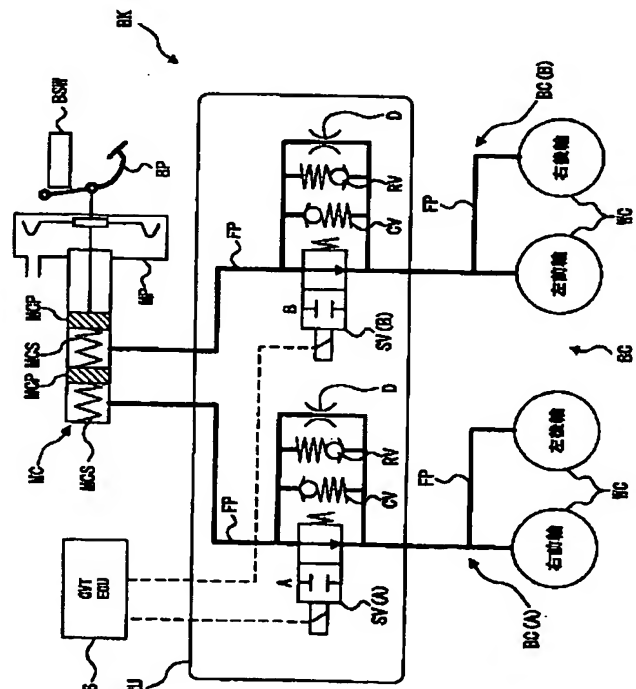 BK
BSW
BP
MP
MCP
MCS
MCP
MC
MCS
CVT
ECU
FP
FP
D
RV
CV
B
SV(B)
D
RV
CV
A
SV(A)
BC(B)
FP
右後輪
左前輪
WC
BC
FP
左後輪
右前輪
WC
BC(A)